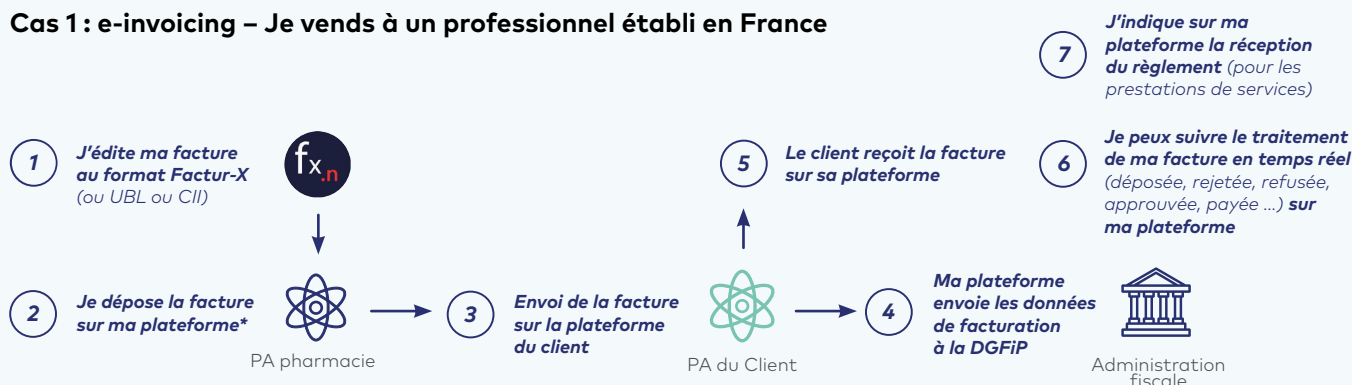 Cas 1 : e-invoicing – Je vends à un professionnel établi en France
1
J'édite ma facture
au format Factur-X
(ou UBL ou CII)
fx.n
2
Je dépose la facture
sur ma plateforme*
PA pharmacie
3
Envoi de la facture
sur la plateforme
du client
PA du Client
4
Ma plateforme
envoie les données
de facturation
à la DGFiP
Administration
fiscale
5
Le client reçoit la facture
sur sa plateforme
6
Je peux suivre le traitement
de ma facture en temps réel
(déposée, rejetée, refusée,
approuvée, payée ...) sur
ma plateforme
7
J'indique sur ma
plateforme la réception
du règlement (pour les
prestations de services)